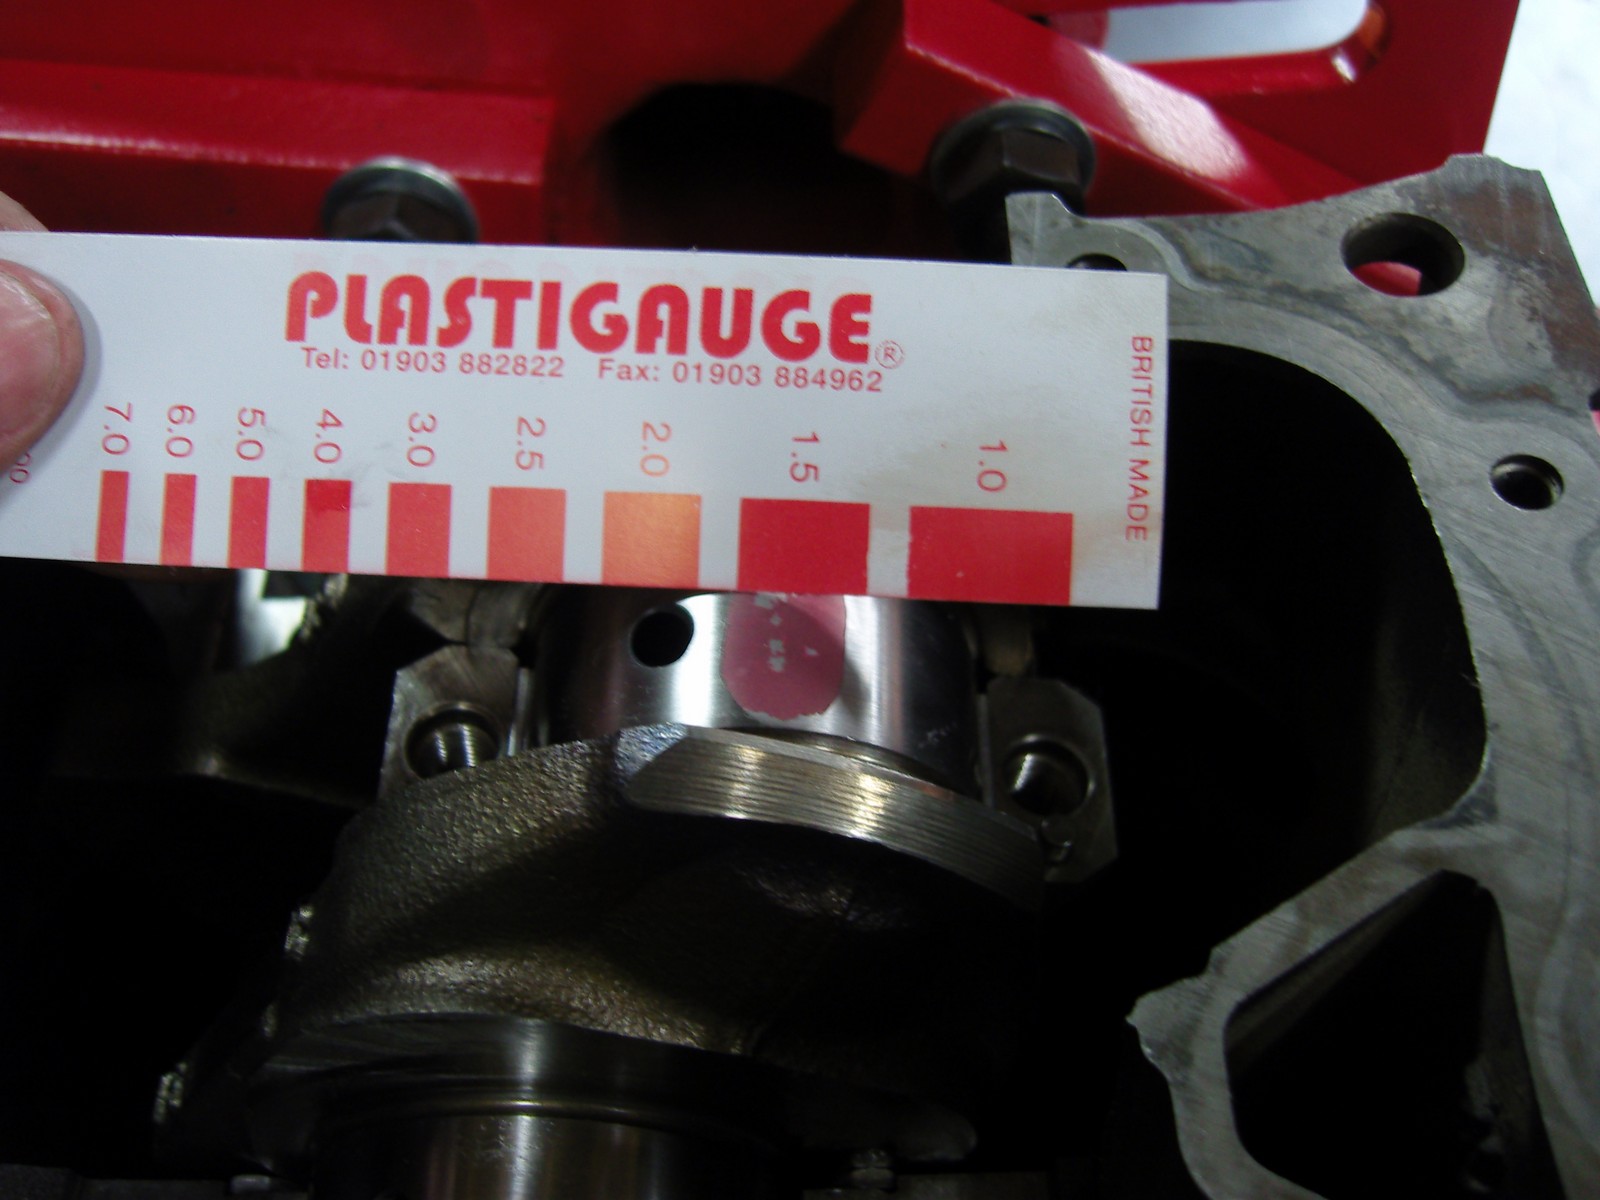 PLASTIGAUGE®
Tel: 01903 882822 Fax: 01903 884962
7.0 6.0 5.0 4.0 3.0 2.5 2.0 1.5 1.0
BRITISH MADE